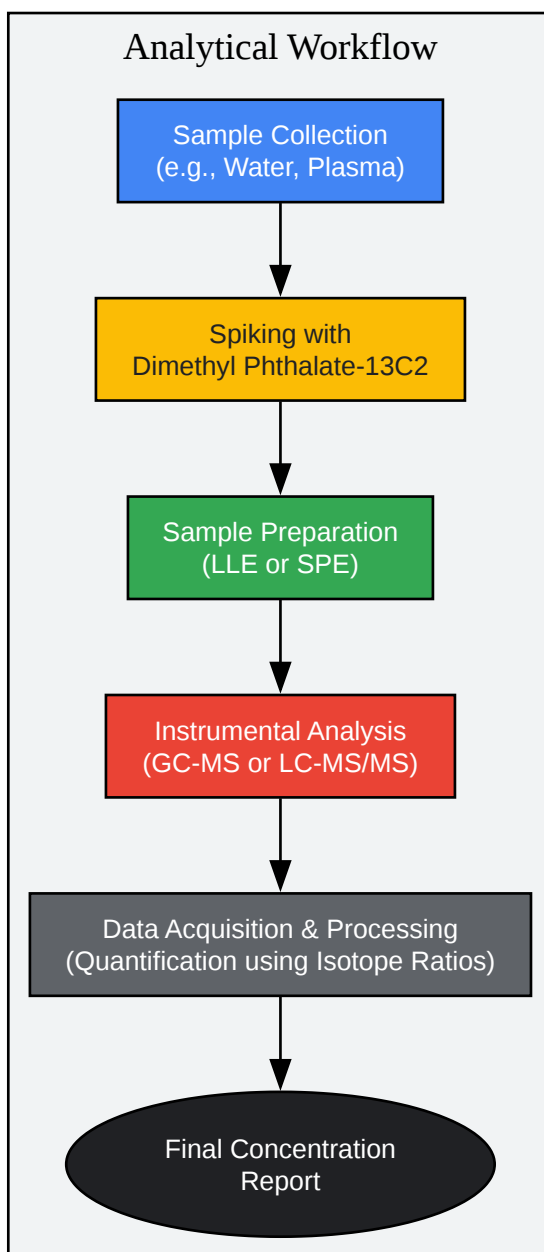 Analytical Workflow
Sample Collection
(e.g., Water, Plasma)
Spiking with
Dimethyl Phthalate-13C2
Sample Preparation
(LLE or SPE)
Instrumental Analysis
(GC-MS or LC-MS/MS)
Data Acquisition & Processing
(Quantification using Isotope Ratios)
Final Concentration
Report